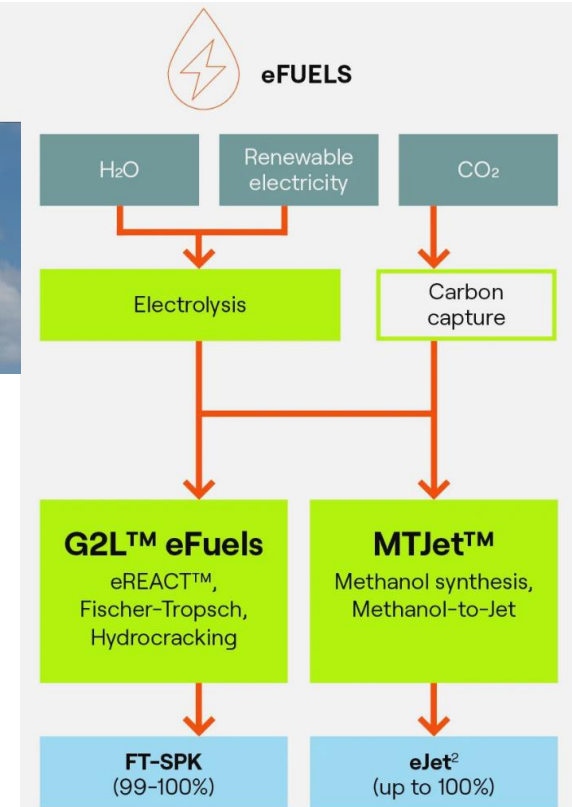 eFUELS
H₂O
Renewable
electricity
CO₂
Electrolysis
Carbon
capture
G2L™ eFuels
eREACT™,
Fischer-Tropsch,
Hydrocracking
MTJet™
Methanol synthesis,
Methanol-to-Jet
FT-SPK
(99-100%)
eJet²
(up to 100%)